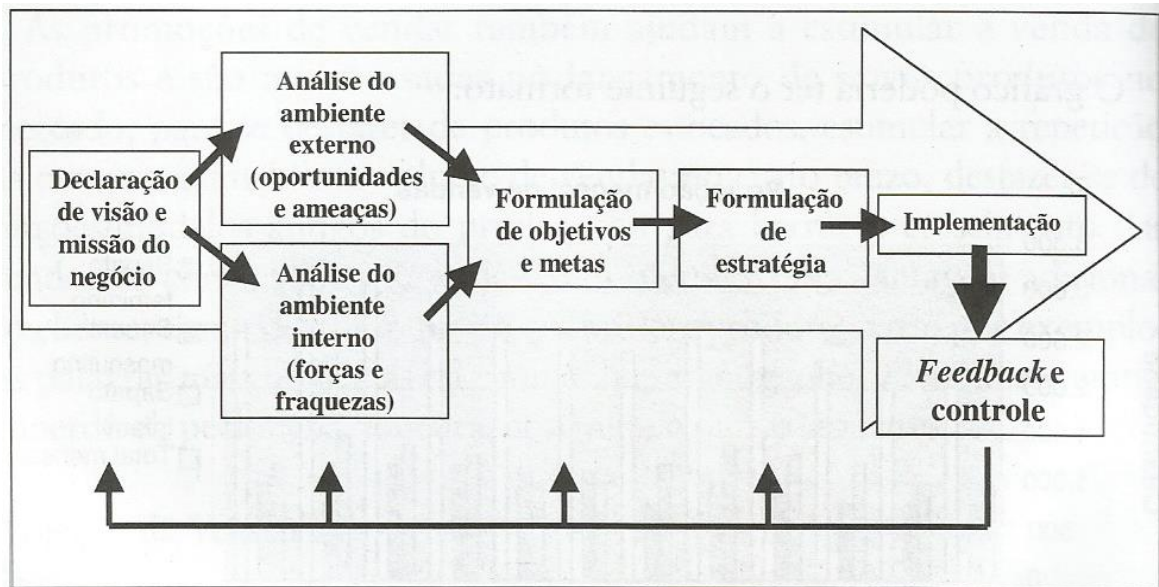 Declaração
de visão e
missão do
negócio
Análise do
ambiente
externo
(oportunidades
e ameaças)
Análise do
ambiente
interno
(forças e
fraquezas)
Formulação
de objetivos
e metas
Formulação
de
estratégia
Implementação
Feedback e
controle